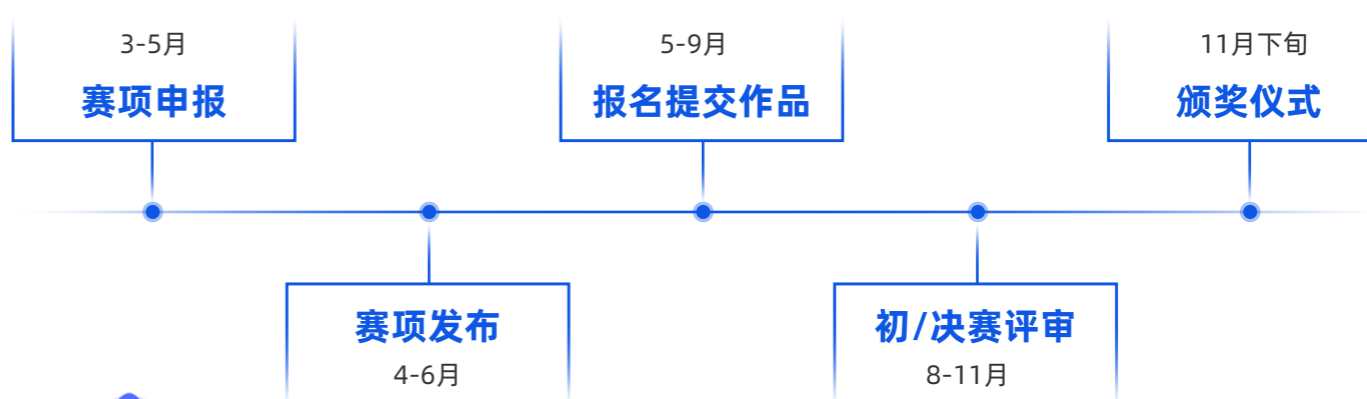 3-5月
赛项申报
5-9月
报名提交作品
11月下旬
颁奖仪式
赛项发布
4-6月
初/决赛评审
8-11月